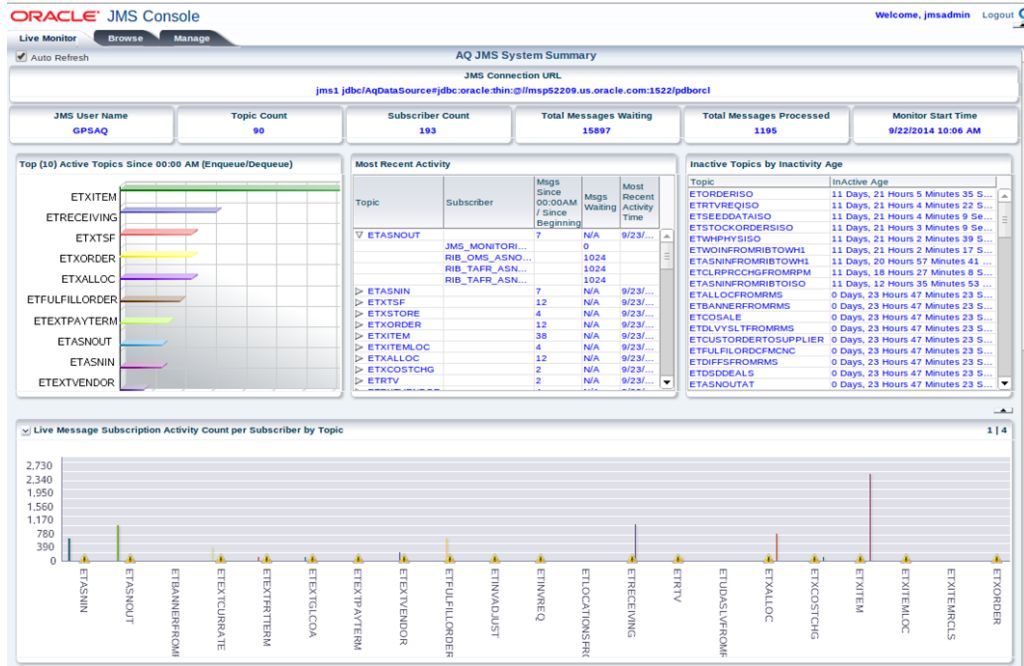 ORACLE® JMS Console
Welcome, jmsadmin Logout
Live Monitor Browse Manage
Auto Refresh
AQ JMS System Summary
JMS Connection URL
jms1 jdbc/AqDataSource#jdbc:oracle:thin:@//msp52209.us.oracle.com:1522/pdborcl
JMS User Name
GPSAQ
Topic Count
90
Subscriber Count
193
Total Messages Waiting
15897
Total Messages Processed
1195
Monitor Start Time
9/22/2014 10:06 AM
Top (10) Active Topics Since 00:00 AM (Enqueue/Dequeue)
ETXITEM
ETRECEIVING
ETXTSF
ETXORDER
ETXALLOC
ETFULFILLORDER
ETEXTPAYTERM
ETASNOUT
ETASNIN
ETEXTVENDOR
Most Recent Activity
Topic
Subscriber
Msgs
Since
00:00AM
/ Since
Beginning
Msgs
Waiting
Most
Recent
Activity
Time
ETASNOUT 7 N/A 9/23/...
JMS_MONITORI... 0
RIB_OMS_ASNO... 1024
RIB_TAFR_ASN... 1024
RIB_TAFR_ASN... 1024
ETASNIN 7 N/A 9/23/...
ETXTSF 12 N/A 9/23/...
ETXSTORE 4 N/A 9/23/...
ETXORDER 12 N/A 9/23/...
ETXITEM 38 N/A 9/23/...
ETXITEMLOC 4 N/A 9/23/...
ETXALLOC 12 N/A 9/23/...
ETXCOSTCHG 2 N/A 9/23/...
ETRTV 2 N/A 9/23/...
Inactive Topics by Inactivity Age
Topic InActive Age
ETORDERISO 11 Days, 21 Hours 5 Minutes 35 S...
ETRTVREQISO 11 Days, 21 Hours 4 Minutes 22 S...
ETSEEDDATAISO 11 Days, 21 Hours 4 Minutes 9 Se...
ETSTOCKORDERSISO 11 Days, 21 Hours 3 Minutes 9 Se...
ETWHPHYSISO 11 Days, 21 Hours 2 Minutes 39 S...
ETWOINFROMRIBTOWH1 11 Days, 21 Hours 2 Minutes 17 S...
ETASNINFROMRIBTOWH1 11 Days, 20 Hours 57 Minutes 41 ...
ETCLRPRCCHGFROMRPM 11 Days, 18 Hours 27 Minutes 8 S...
ETASNINFROMRIBTOISO 11 Days, 12 Hours 35 Minutes 53 ...
ETALLOCFROMRMS 0 Days, 23 Hours 47 Minutes 23 S...
ETBANNERFROMRMS 0 Days, 23 Hours 47 Minutes 23 S...
ETCOSALE 0 Days, 23 Hours 47 Minutes 23 S...
ETDLVYSLTFROMRMS 0 Days, 23 Hours 47 Minutes 23 S...
ETCUSTORDERTOSUPPLIER 0 Days, 23 Hours 47 Minutes 23 S...
ETFULFILORDCFMCNC 0 Days, 23 Hours 47 Minutes 23 S...
ETDIFFSFROMRMS 0 Days, 23 Hours 47 Minutes 23 S...
ETDSDDEALS 0 Days, 23 Hours 47 Minutes 23 S...
ETASNOUTAT 0 Days, 23 Hours 47 Minutes 23 S...
Live Message Subscription Activity Count per Subscriber by Topic
1 | 4
2,730
2,340
1,950
1,560
1,170
780
390
0
ETASNIN
ETASNOUT
ETBANNERFROM
ETEXTCURRATE
ETEXTFRTTERM
ETEXTGLCOA
ETEXTPAYTERM
ETEXTVENDOR
ETFULFILLORDER
ETINVADJUST
ETINVREQ
ETLOCATIONSFR
ETRECEIVING
ETRTV
ETUDASLVFROM
ETXALLOC
ETXCOSTCHG
ETXITEM
ETXITEMLOC
ETXITEMRCLS
ETXORDER